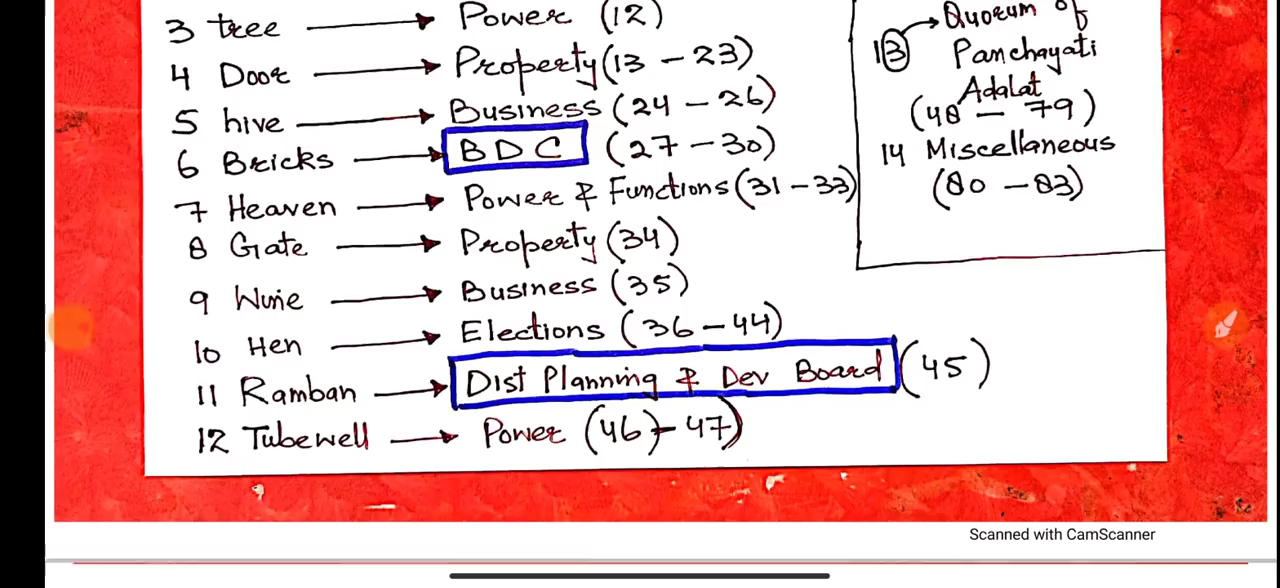 3 tree → Power (12)
4 Door → Property (13 - 23)
5 hive → Business (24 - 26)
6 Bricks → BDC (27 - 30)
7 Heaven → Power & Functions (31 - 33)
8 Gate → Property (34)
9 Wine → Business (35)
10 Hen → Elections (36 - 44)
11 Ramban → Dist Planning & Dev Board (45)
12 Tubewell → Power (46) - 47)
13 → Quorum of
Panchayati
Adalat
(48 - 79)
14 Miscellaneous
(80 - 83)
Scanned with CamScanner